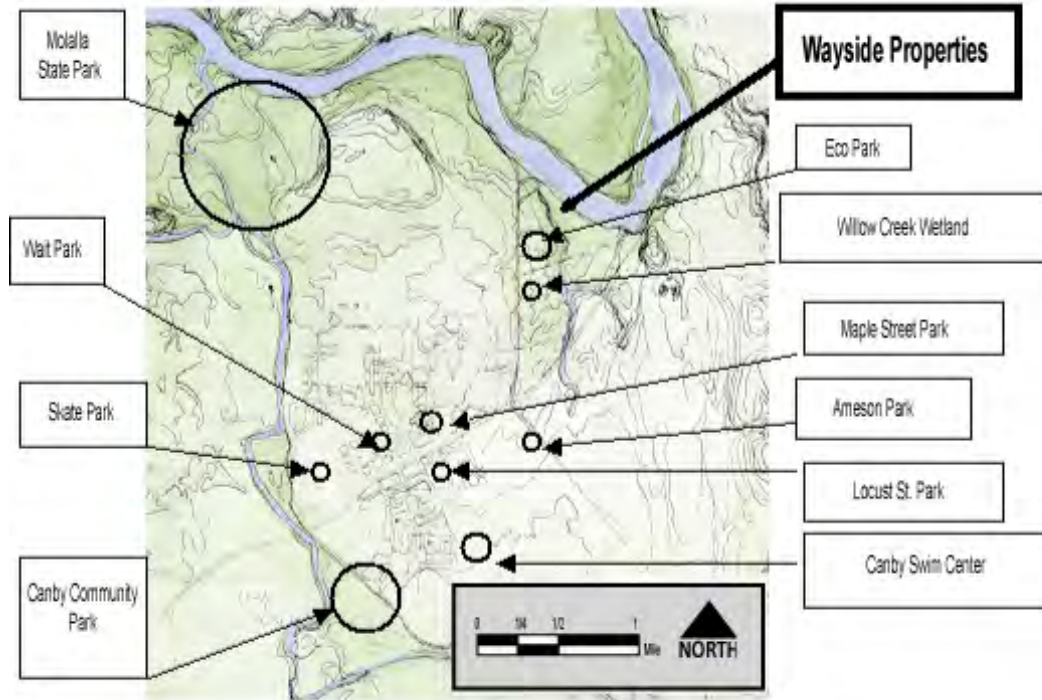 Molalla
State Park
Wayside Properties
Eco Park
Willow Creek Wetland
Wait Park
Maple Street Park
Skate Park
Arneson Park
Locust St. Park
Canby Swim Center
Canby Community
Park
0 1/4 1/2 1
Mile
NORTH